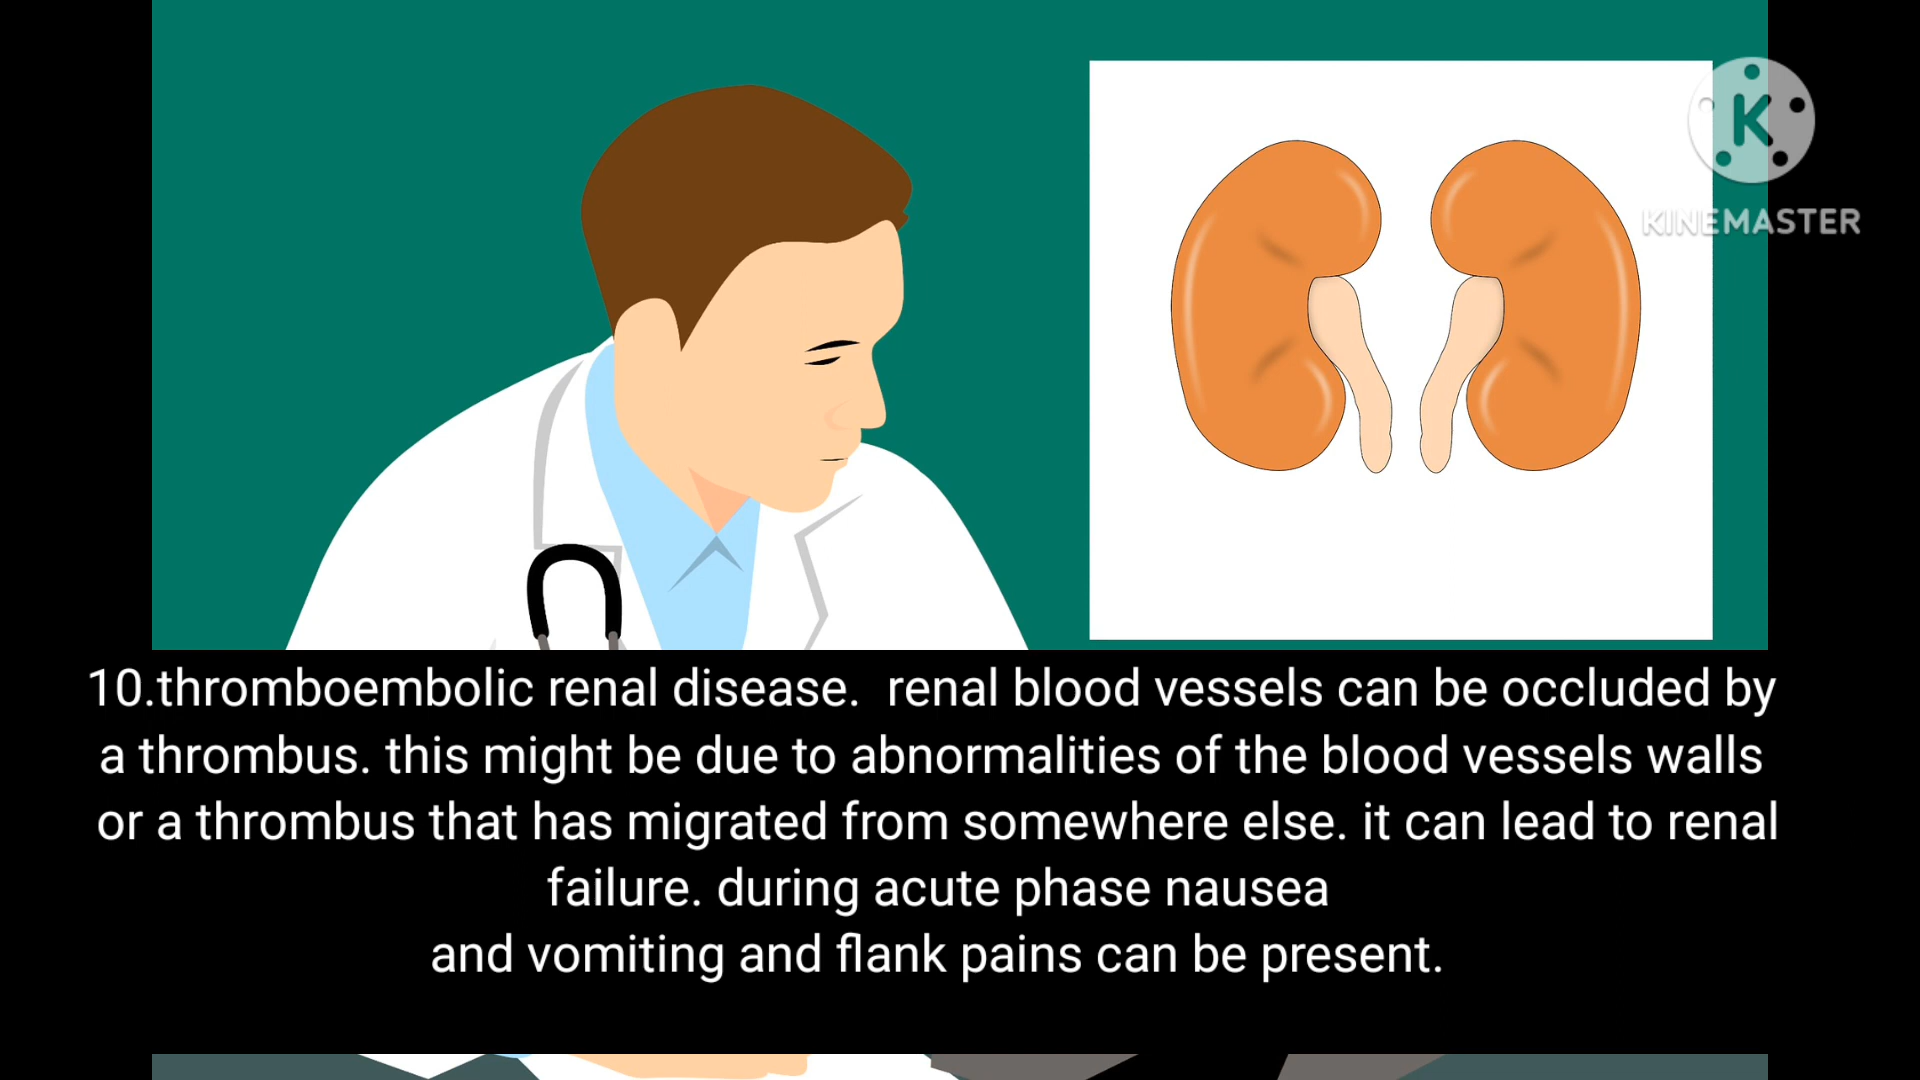 K
KINEMASTER
10.thromboembolic renal disease.  renal blood vessels can be occluded by
a thrombus. this might be due to abnormalities of the blood vessels walls
or a thrombus that has migrated from somewhere else. it can lead to renal
failure. during acute phase nausea
and vomiting and flank pains can be present.